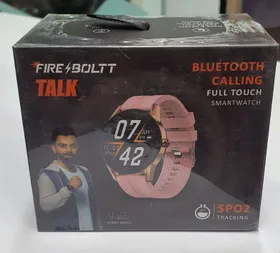 FIRE BOLTT
TALK
BLUETOOTH
CALLING
FULL TOUCH
SMARTWATCH
07
42
SPO2
TRACKING